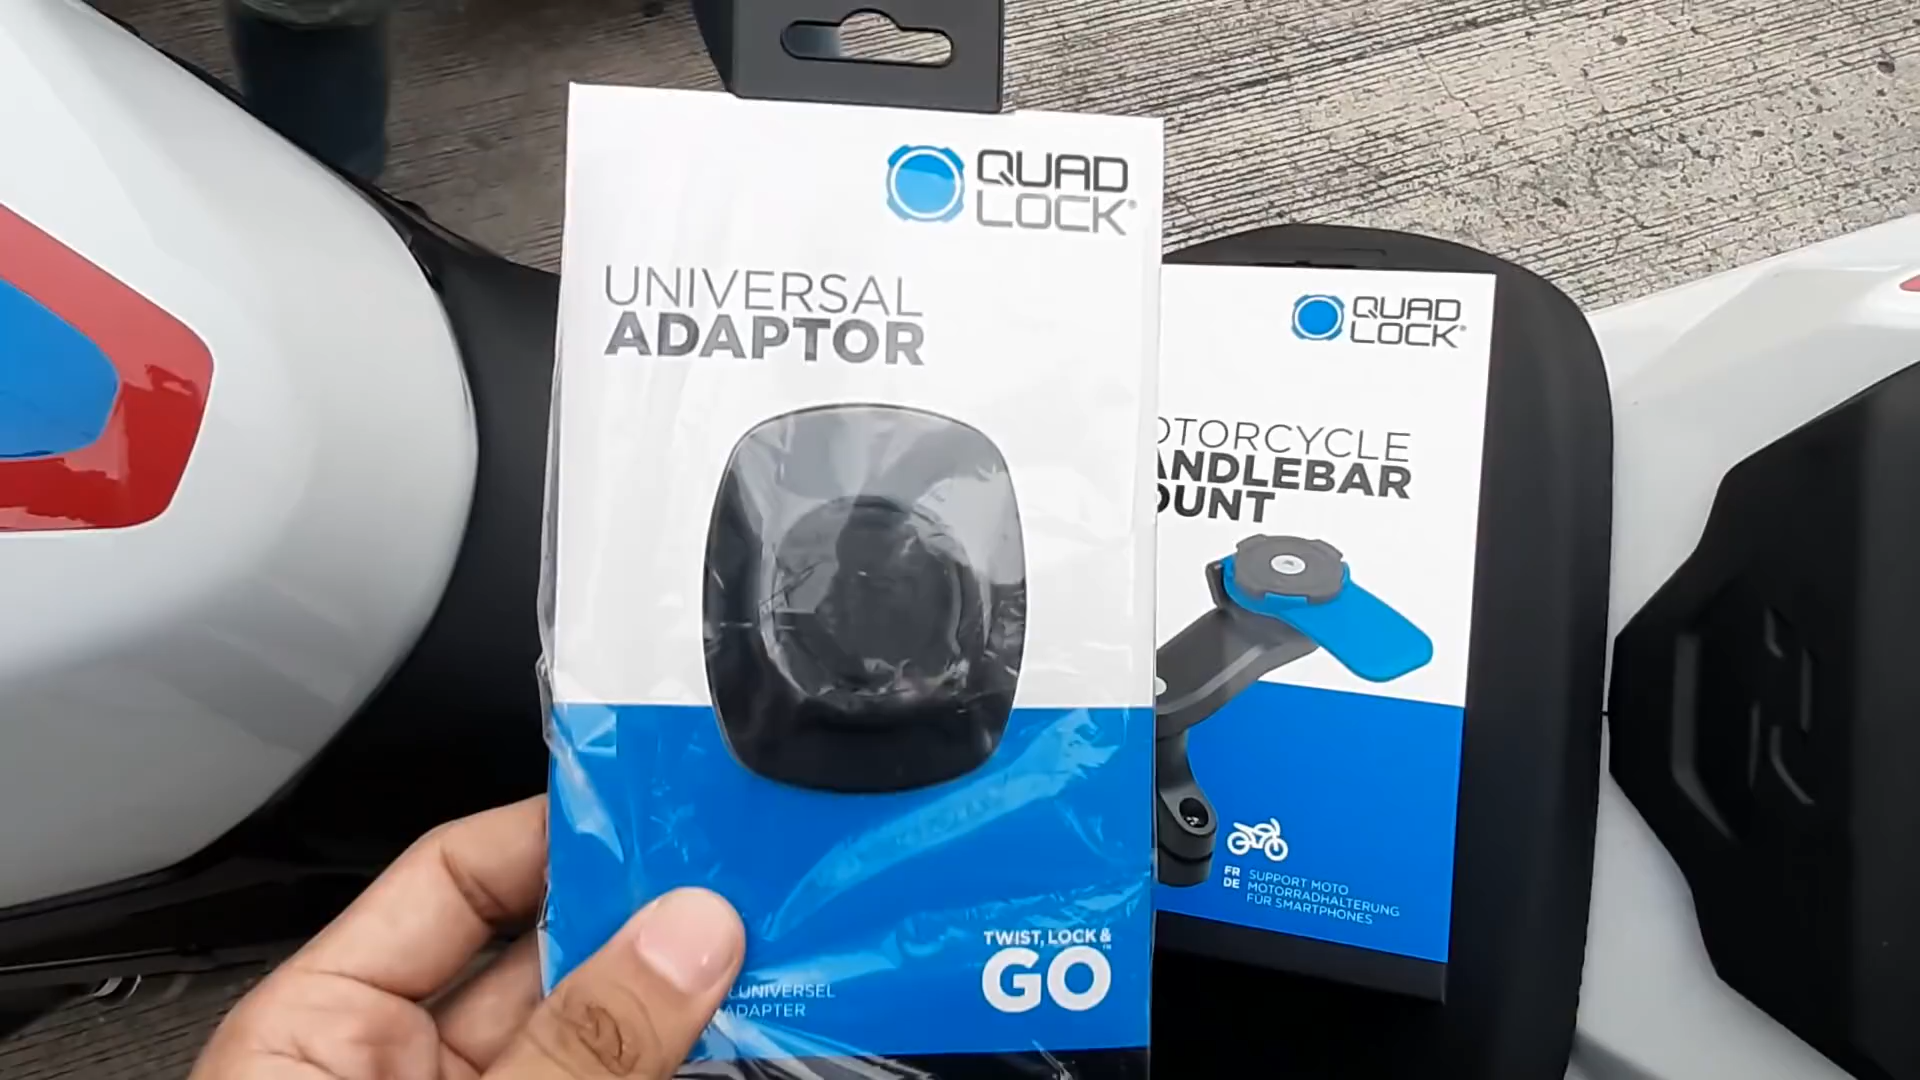 QUAD
LOCK®
UNIVERSAL
ADAPTOR
TWIST, LOCK &
GO™
UNIVERSEL
ADAPTER
QUAD
LOCK®
OTORCYCLE
ANDLEBAR
OUNT
FR SUPPORT MOTO
DE MOTORRADHALTERUNG
FÜR SMARTPHONES